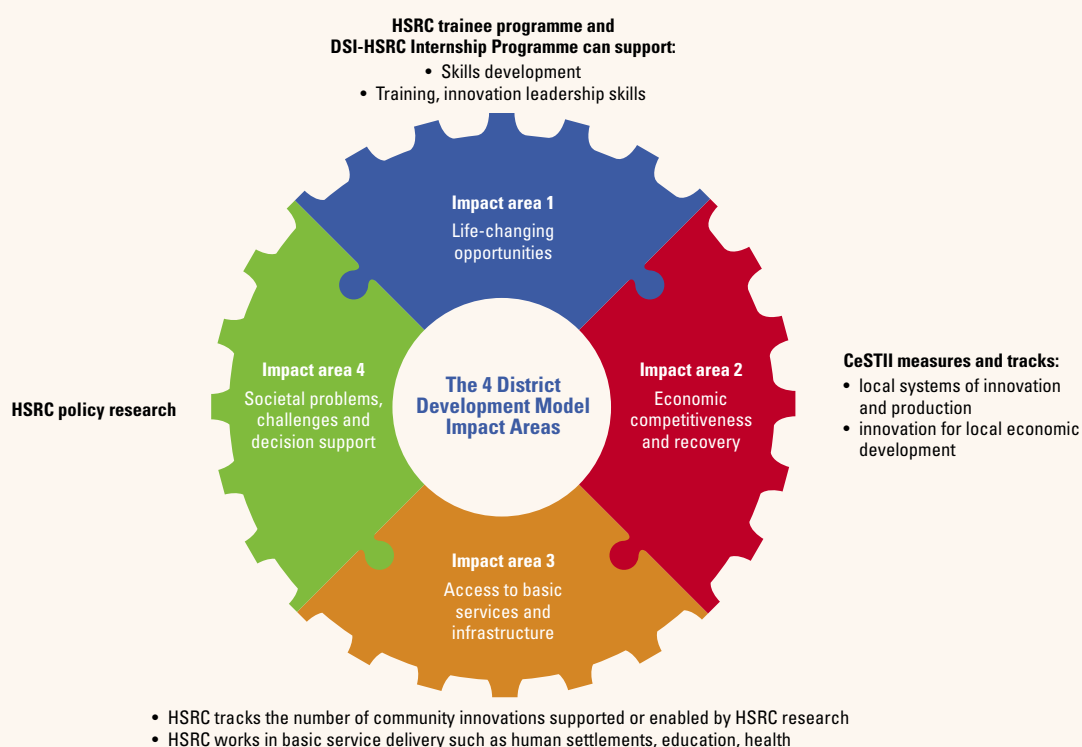 HSRC trainee programme and
DSI-HSRC Internship Programme can support:
• Skills development
• Training, innovation leadership skills
Impact area 1
Life-changing
opportunities
Impact area 2
Economic
competitiveness
and recovery
CeSTII measures and tracks:
• local systems of innovation
and production
• innovation for local economic
development
The 4 District
Development Model
Impact Areas
Impact area 4
Societal problems,
challenges and
decision support
HSRC policy research
Impact area 3
Access to basic
services and
infrastructure
• HSRC tracks the number of community innovations supported or enabled by HSRC research
• HSRC works in basic service delivery such as human settlements, education, health